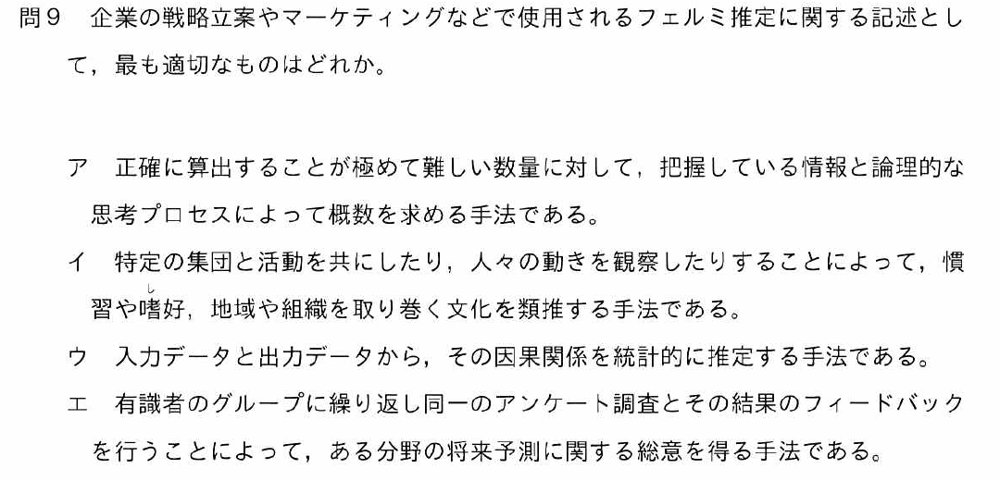 問9 企業の戦略立案やマーケティングなどで使用されるフェルミ推定に関する記述とし
て，最も適切なものはどれか。
ア 正確に算出することが極めて難しい数量に対して，把握している情報と論理的な
思考プロセスによって概数を求める手法である。
イ 特定の集団と活動を共にしたり，人々の動きを観察したりすることによって，慣
し
習や嗜好，地域や組織を取り巻く文化を類推する手法である。
ウ 入力データと出力データから，その因果関係を統計的に推定する手法である。
エ 有識者のグループに繰り返し同一のアンケート調査とその結果のフィードバック
を行うことによって，ある分野の将来予測に関する総意を得る手法である。